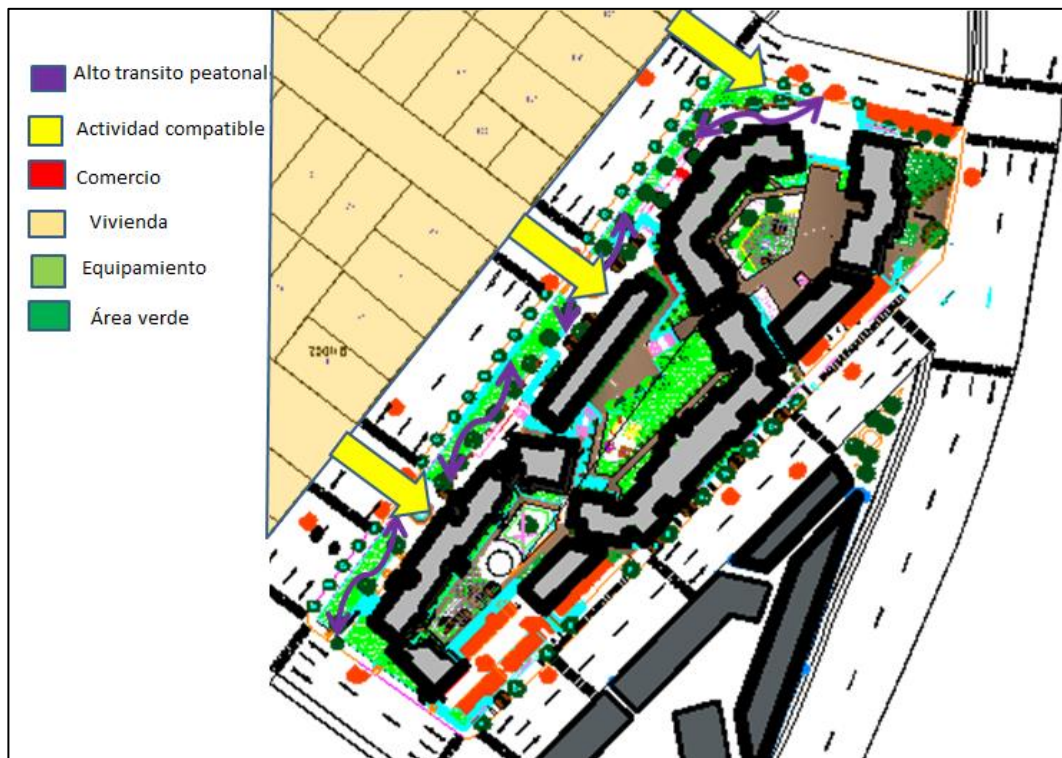 Alto transito peatonal
Actividad compatible
Comercio
Vivienda
Equipamiento
Área verde